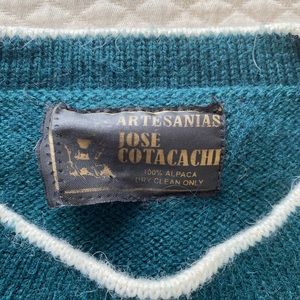 ARTESANIAS
JOSE
COTACACHI
100% ALPACA
DRY CLEAN ONLY